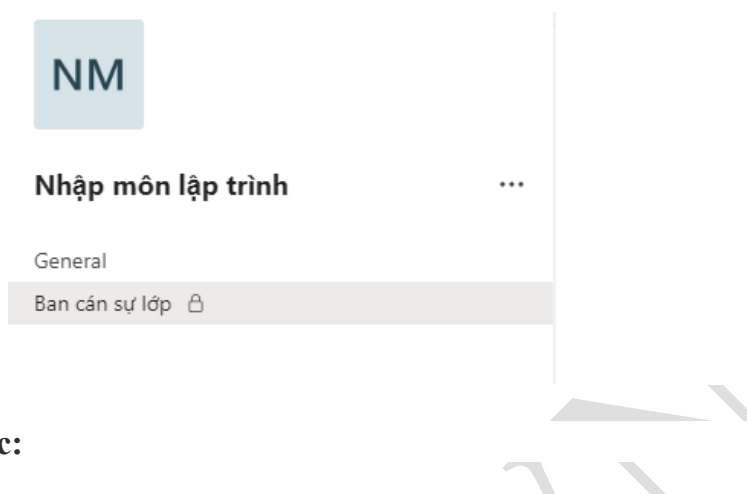 NM
Nhập môn lập trình
General
Ban cán sự lớp
c: